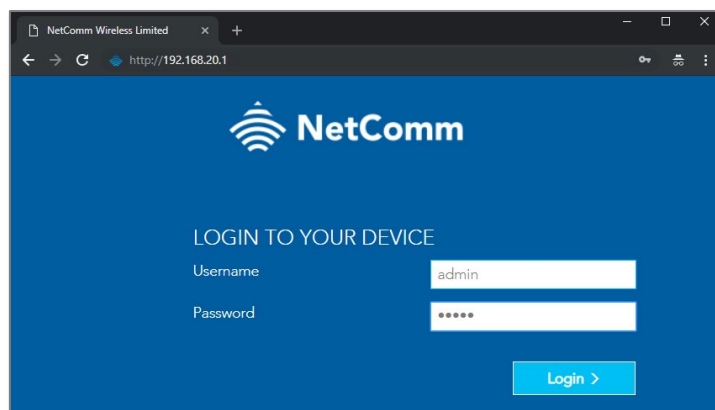 NetComm Wireless Limited
http://192.168.20.1
NetComm
LOGIN TO YOUR DEVICE
Username admin
Password •••••
Login >